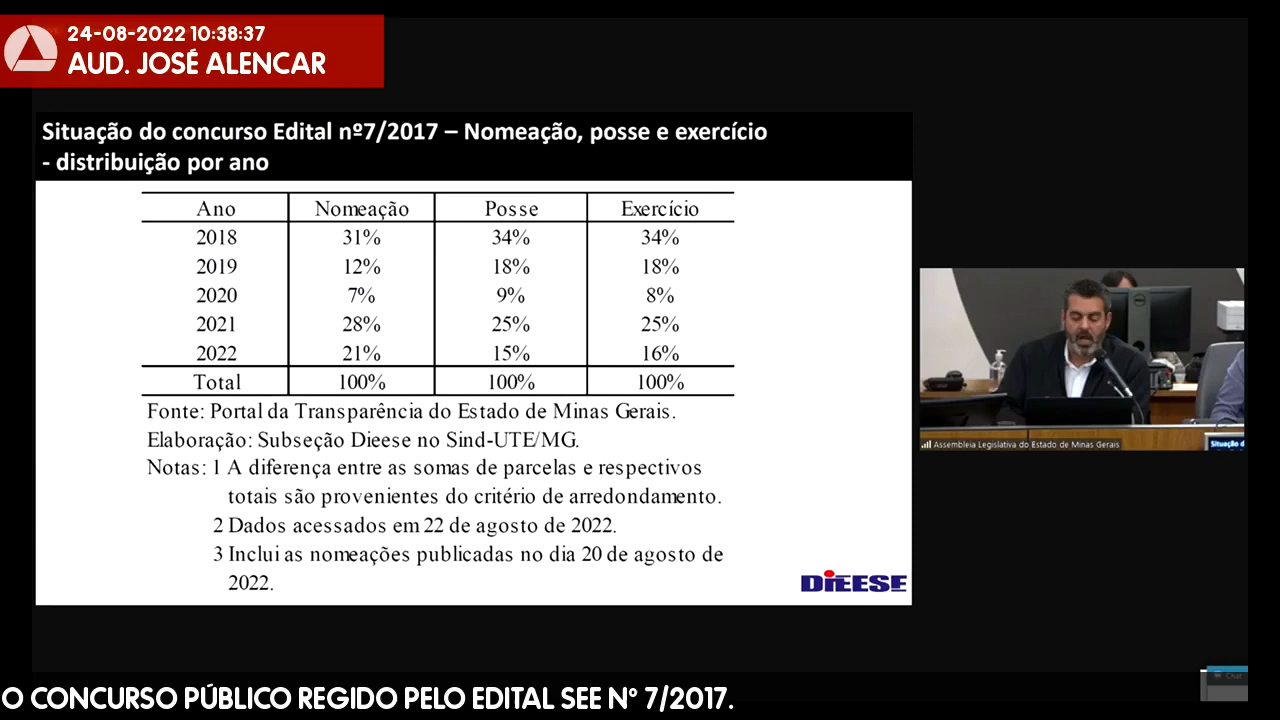 24-08-2022 10:38:37
AUD. JOSÉ ALENCAR
Situação do concurso Edital nº7/2017 – Nomeação, posse e exercício
- distribuição por ano
Ano Nomeação Posse Exercício
2018 31% 34% 34%
2019 12% 18% 18%
2020 7% 9% 8%
2021 28% 25% 25%
2022 21% 15% 16%
Total 100% 100% 100%
Fonte: Portal da Transparência do Estado de Minas Gerais.
Elaboração: Subseção Dieese no Sind-UTE/MG.
Notas: 1 A diferença entre as somas de parcelas e respectivos
totais são provenientes do critério de arredondamento.
2 Dados acessados em 22 de agosto de 2022.
3 Inclui as nomeações publicadas no dia 20 de agosto de
2022.
DIEESE
Assembleia Legislativa do Estado de Minas Gerais
Situação d
Chat
O CONCURSO PÚBLICO REGIDO PELO EDITAL SEE Nº 7/2017.